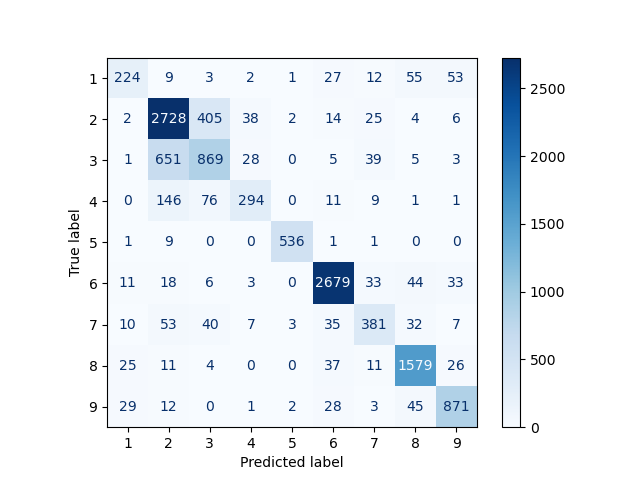 1 224 9 3 2 1 27 12 55 53
2 2 2728 405 38 2 14 25 4 6
3 1 651 869 28 0 5 39 5 3
4 0 146 76 294 0 11 9 1 1
5 1 9 0 0 536 1 1 0 0
6 11 18 6 3 0 2679 33 44 33
7 10 53 40 7 3 35 381 32 7
8 25 11 4 0 0 37 11 1579 26
9 29 12 0 1 2 28 3 45 871
1 2 3 4 5 6 7 8 9
Predicted label
True label
2500
2000
1500
1000
500
0